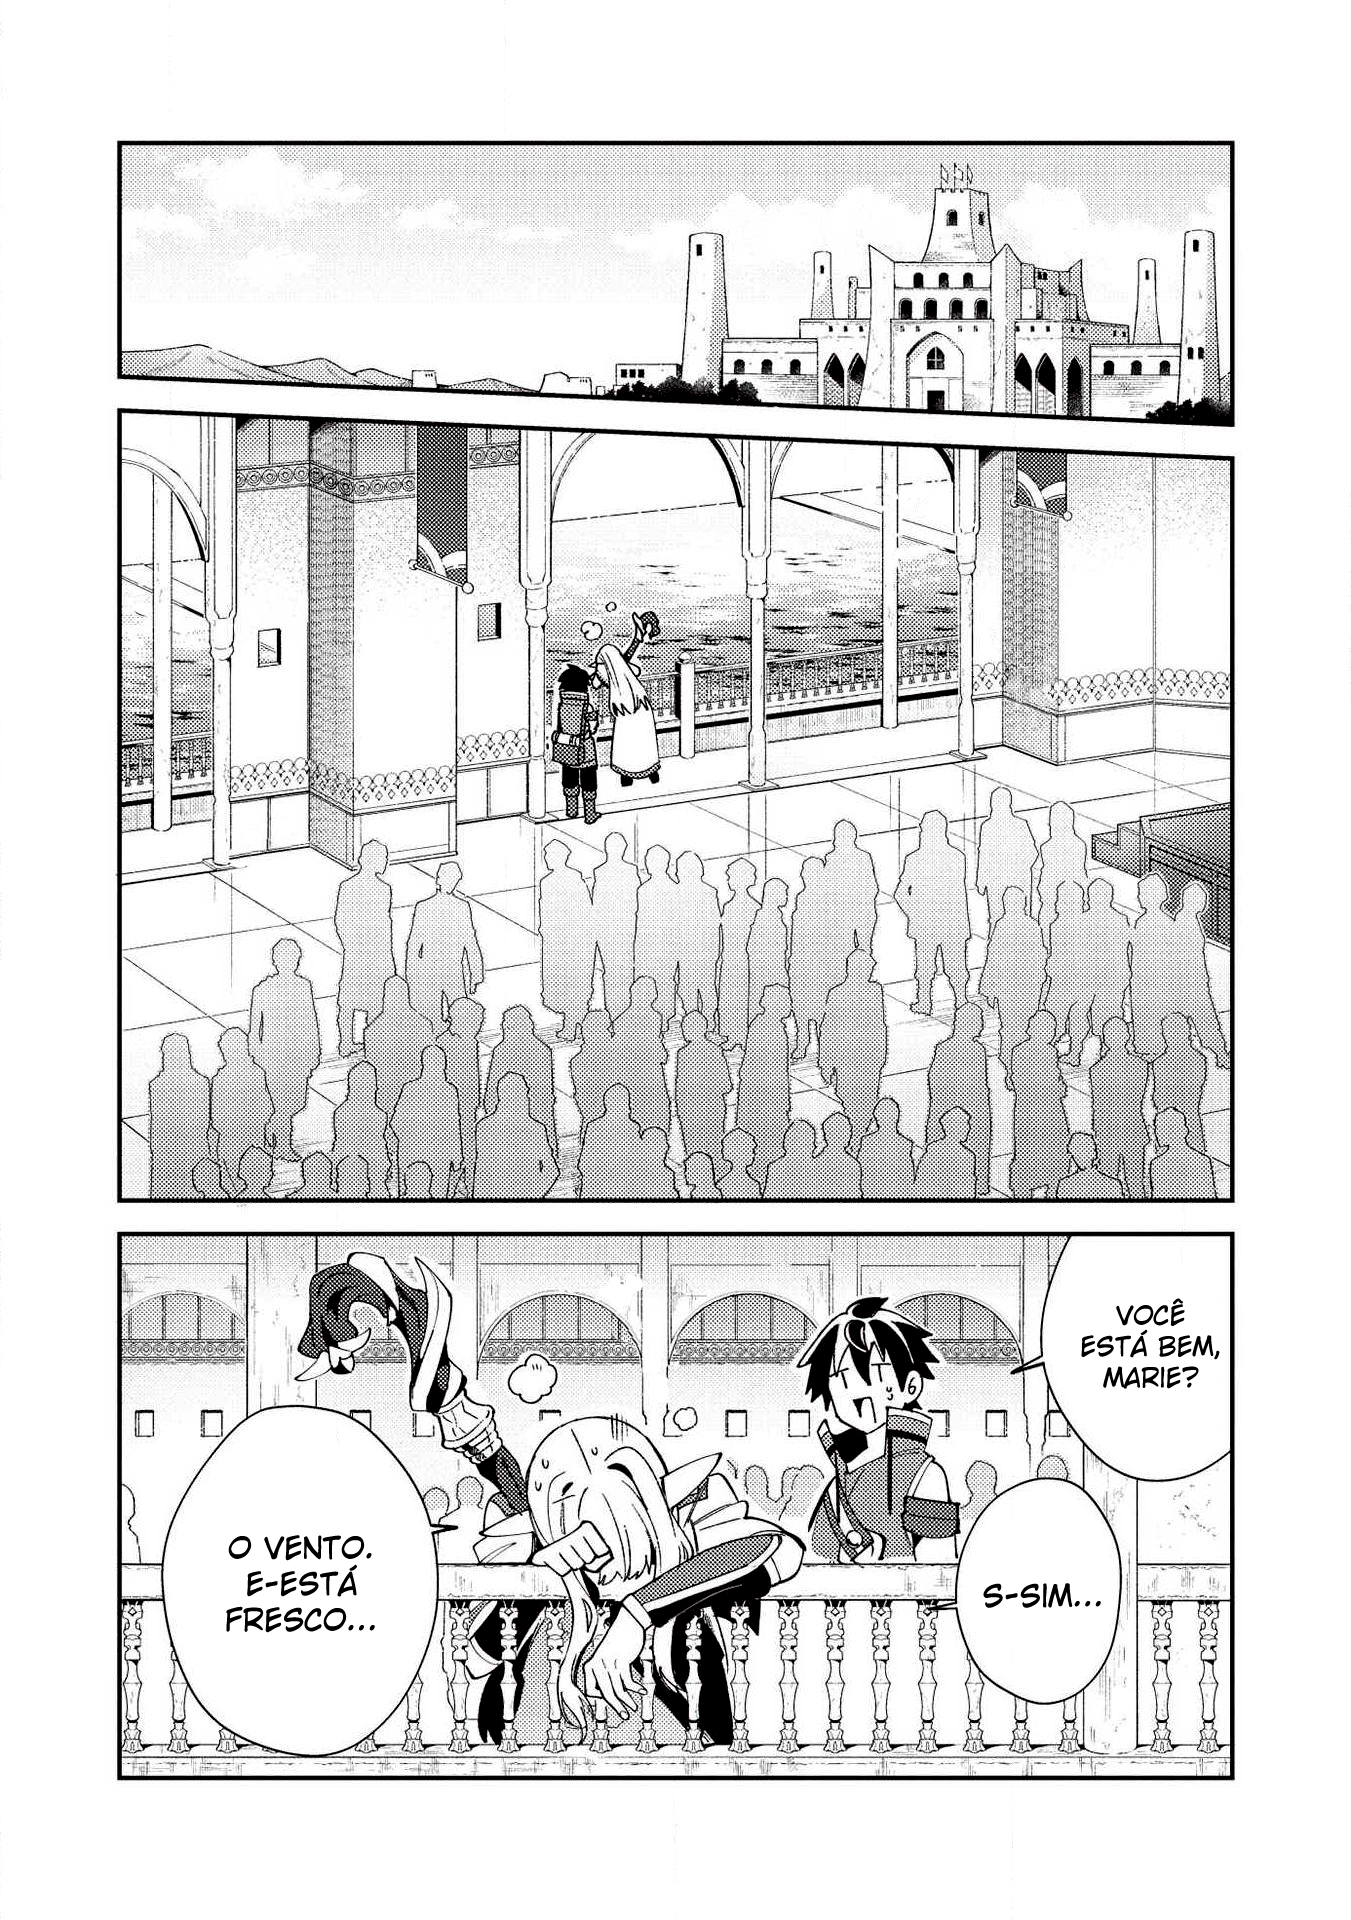 VOCÊ
ESTÁ BEM,
MARIE?
S-SIM...
O VENTO.
E-ESTÁ
FRESCO...